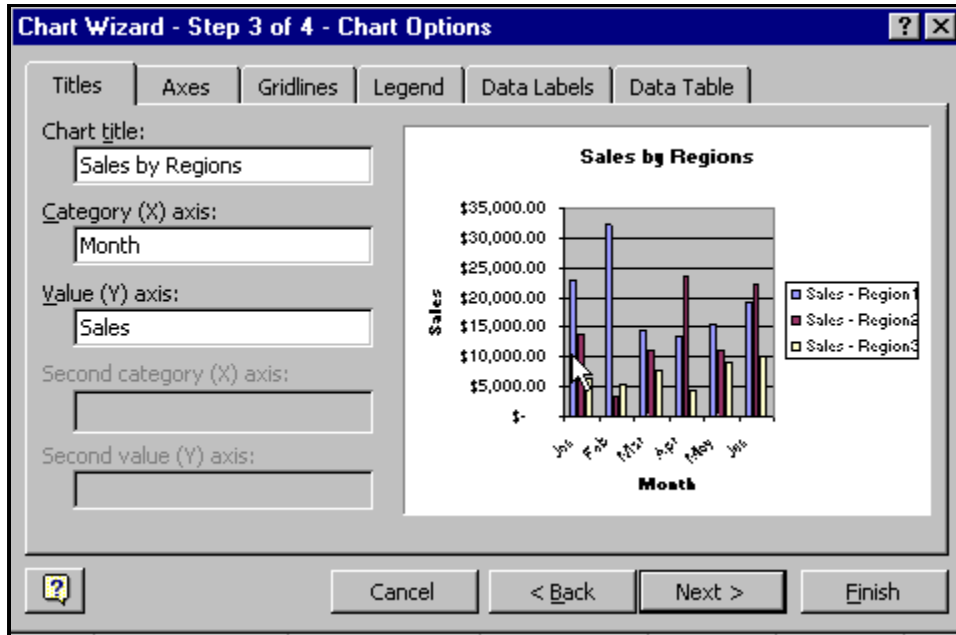 Chart Wizard - Step 3 of 4 - Chart Options
Titles Axes Gridlines Legend Data Labels Data Table
Chart title:
Sales by Regions
Category (X) axis:
Month
Value (Y) axis:
Sales
Second category (X) axis:
Second value (Y) axis:
Sales by Regions
$35,000.00
$30,000.00
$25,000.00
$20,000.00
$15,000.00
$10,000.00
$5,000.00
$-
Sales
Feb Mar Apr May
Month
Sales - Region1
Sales - Region2
Sales - Region3
Cancel < Back Next > Finish